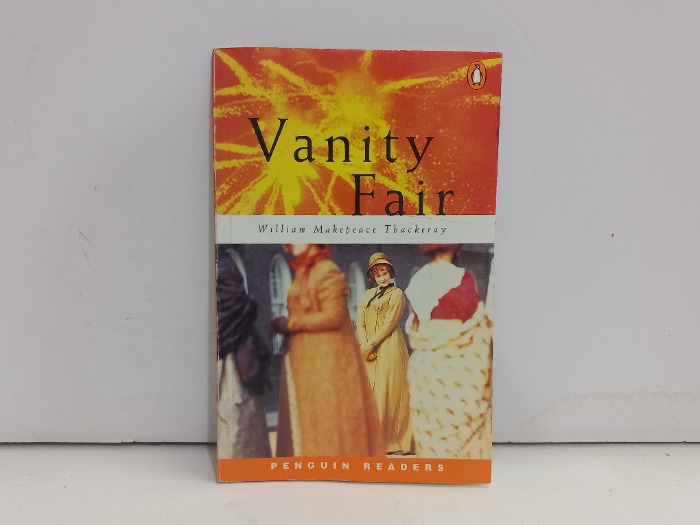 Vanity
Fair
William Makepeace Thackeray
PENGUIN READERS